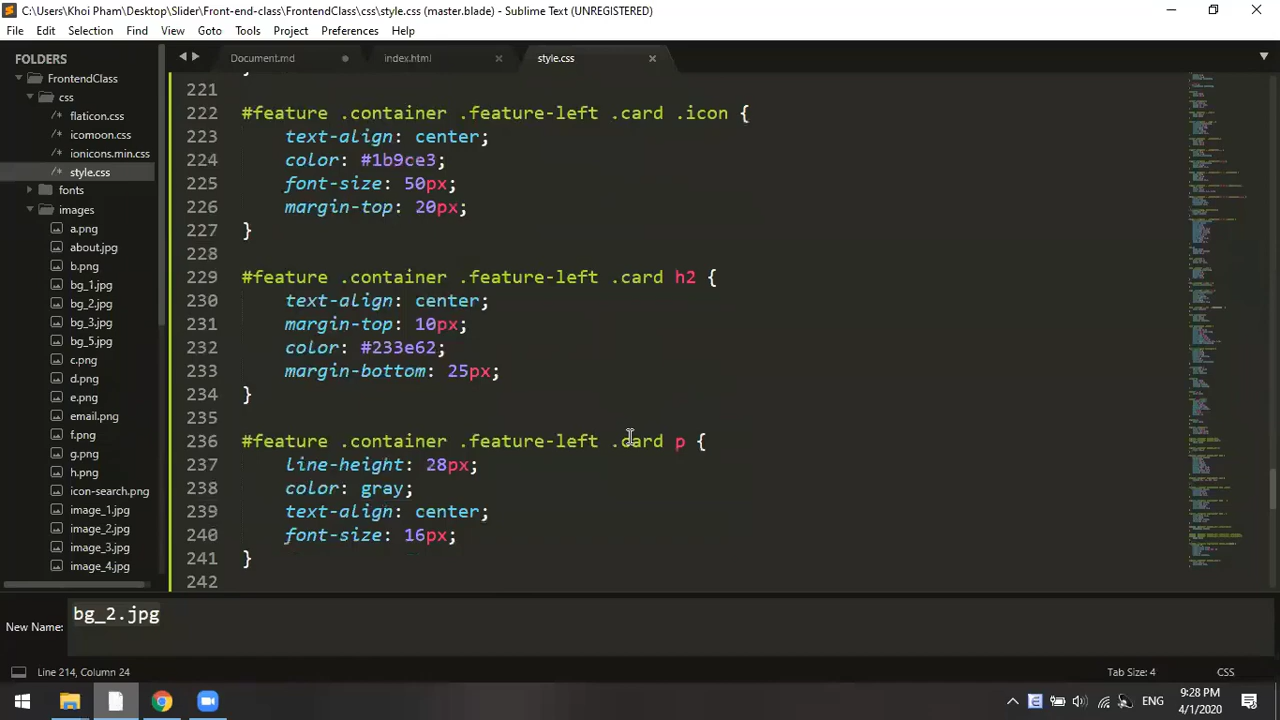 C:\Users\Khoi Pham\Desktop\Slider\Front-end-class\FrontendClass\css\style.css (master.blade) - Sublime Text (UNREGISTERED)
File Edit Selection Find View Goto Tools Project Preferences Help
FOLDERS
FrontendClass
css
/* flaticon.css
/* icomoon.css
/* ionicons.min.css
/* style.css
fonts
images
a.png
about.jpg
b.png
bg_1.jpg
bg_2.jpg
bg_3.jpg
bg_5.jpg
c.png
d.png
e.png
email.png
f.png
g.png
h.png
icon-search.png
image_1.jpg
image_2.jpg
image_3.jpg
image_4.jpg
Document.md index.html style.css
221
222 #feature .container .feature-left .card .icon {
223 text-align: center;
224 color: #1b9ce3;
225 font-size: 50px;
226 margin-top: 20px;
227 }
228
229 #feature .container .feature-left .card h2 {
230 text-align: center;
231 margin-top: 10px;
232 color: #233e62;
233 margin-bottom: 25px;
234 }
235
236 #feature .container .feature-left .card p {
237 line-height: 28px;
238 color: gray;
239 text-align: center;
240 font-size: 16px;
241 }
242
New Name: bg_2.jpg
Line 214, Column 24 Tab Size: 4 CSS
ENG
9:28 PM
4/1/2020